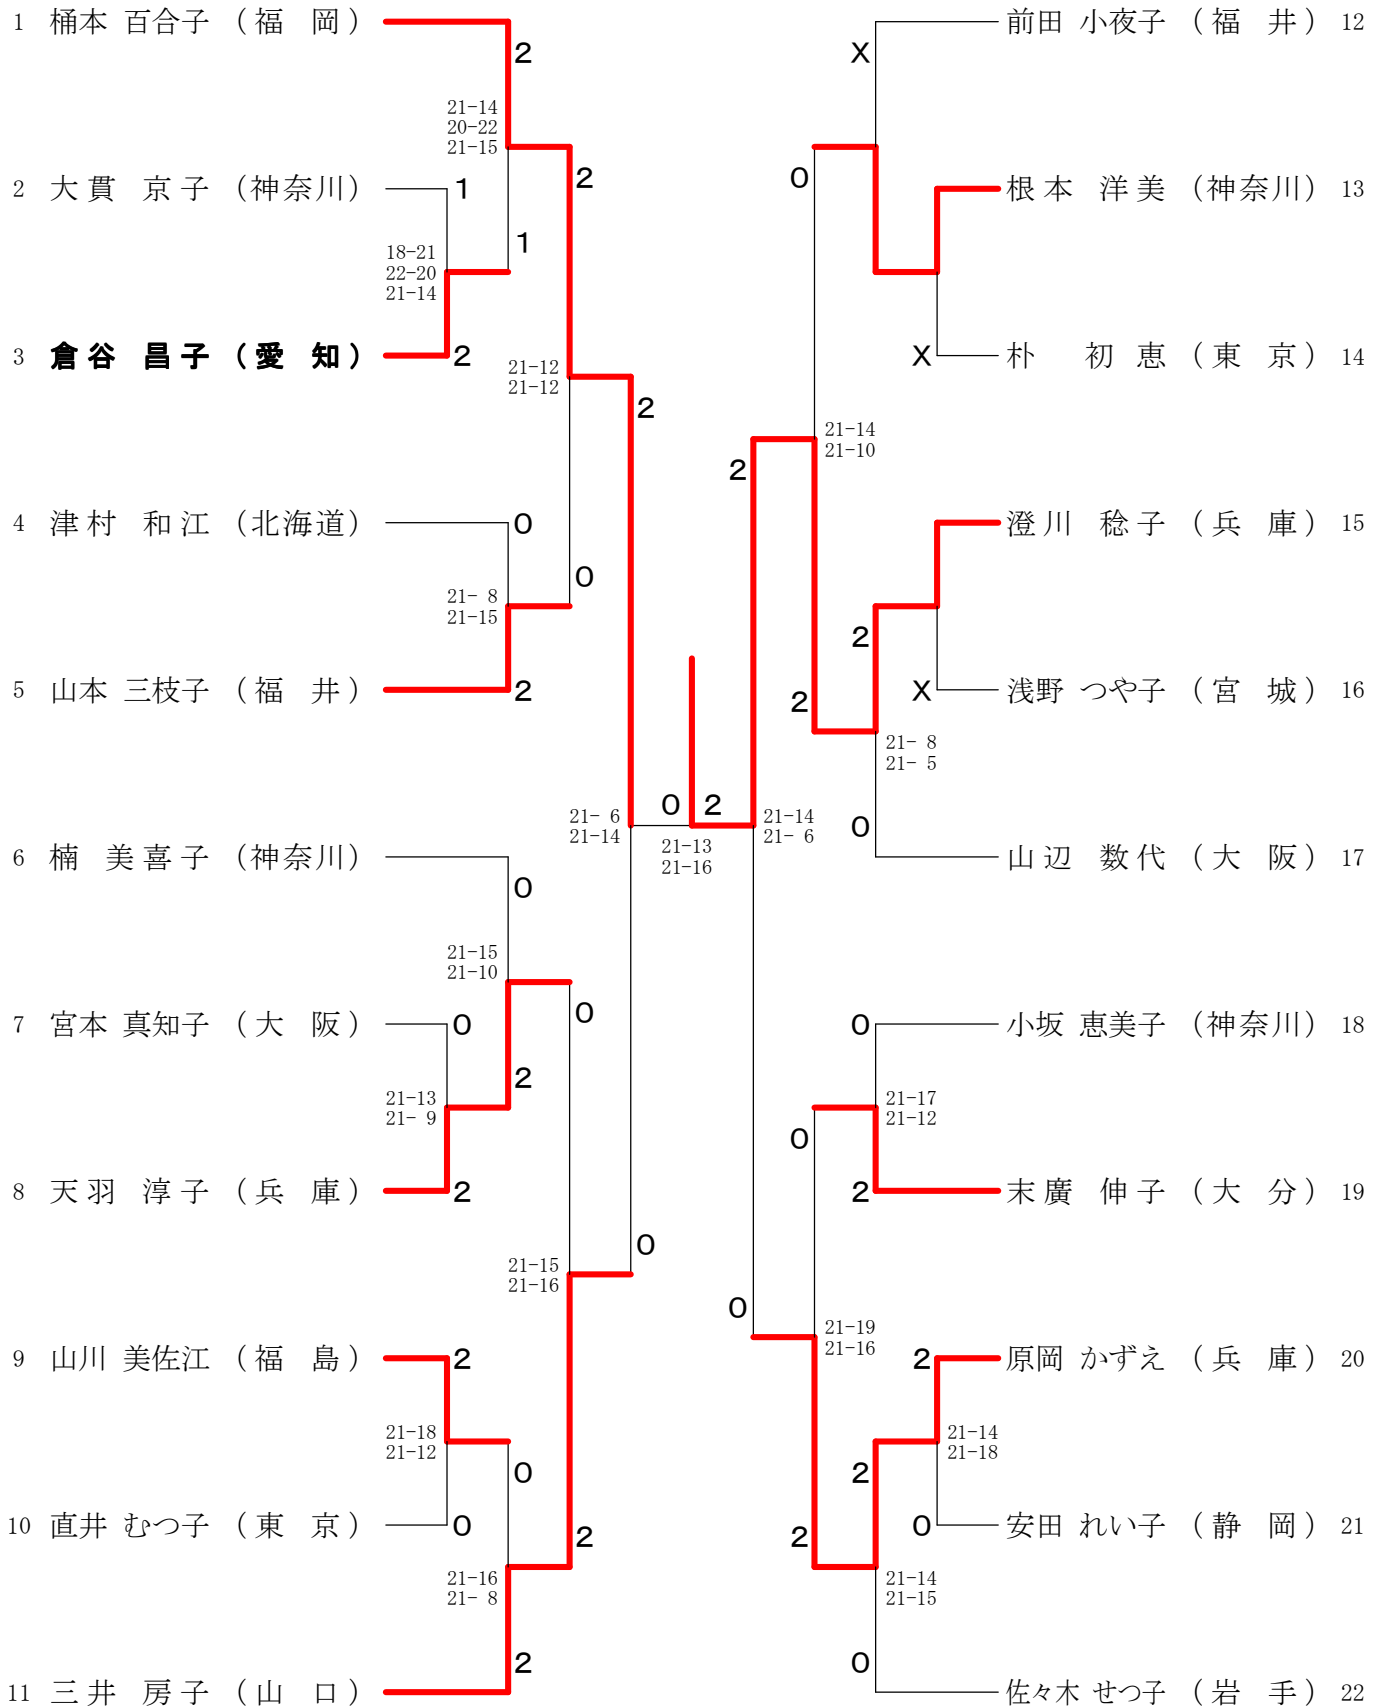 1 桶本 百合子 （福　岡）
2
21-14
20-22
21-15
2
2 大貫　京子 （神奈川）
1
1
18-21
22-20
21-14
3 倉谷　昌子 （愛　知）
2
21-12
21-12
2
4 津村　和江 （北海道）
0
0
21- 8
21-15
5 山本 三枝子 （福　井）
2
21- 6
21-14
0 2
21-13
21-16
6 楠　美喜子 （神奈川）
0
21-15
21-10
0
7 宮本 真知子 （大　阪）
0
2
21-13
21- 9
8 天羽　淳子 （兵　庫）
2
0
21-15
21-16
9 山川 美佐江 （福　島）
2
21-18
21-12
0
10 直井 むつ子 （東　京）
0
2
21-16
21- 8
2
11 三井　房子 （山　口）
前田 小夜子 （福　井） 12
X
0
根本　洋美 （神奈川） 13
X
朴　初恵 （東　京） 14
21-14
21-10
2
澄川　稔子 （兵　庫） 15
2
X
浅野 つや子 （宮　城） 16
2
21- 8
21- 5
21-14
21- 6
0
山辺　数代 （大　阪） 17
0
小坂 恵美子 （神奈川） 18
21-17
21-12
0
2
末廣　伸子 （大　分） 19
0
21-19
21-16
2
原岡 かずえ （兵　庫） 20
21-14
21-18
2
0
安田 れい子 （静　岡） 21
2
21-14
21-15
0
佐々木 せつ子 （岩　手） 22